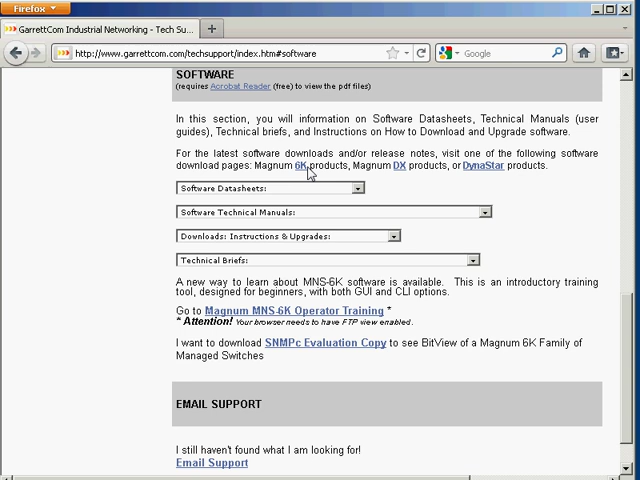 Firefox
GarrettCom Industrial Networking - Tech Su...
http://www.garrettcom.com/techsupport/index.htm#software
Google
SOFTWARE
(requires Acrobat Reader (free) to view the pdf files)
In this section, you will information on Software Datasheets, Technical Manuals (user
guides), Technical briefs, and Instructions on How to Download and Upgrade software.
For the latest software downloads and/or release notes, visit one of the following software
download pages: Magnum 6K products, Magnum DX products, or DynaStar products.
Software Datasheets:
Software Technical Manuals:
Downloads: Instructions & Upgrades:
Technical Briefs:
A new way to learn about MNS-6K software is available. This is an introductory training
tool, designed for beginners, with both GUI and CLI options.
Go to Magnum MNS-6K Operator Training *
* Attention! Your browser needs to have FTP view enabled.
I want to download SNMPc Evaluation Copy to see BitView of a Magnum 6K Family of
Managed Switches
EMAIL SUPPORT
I still haven't found what I am looking for!
Email Support